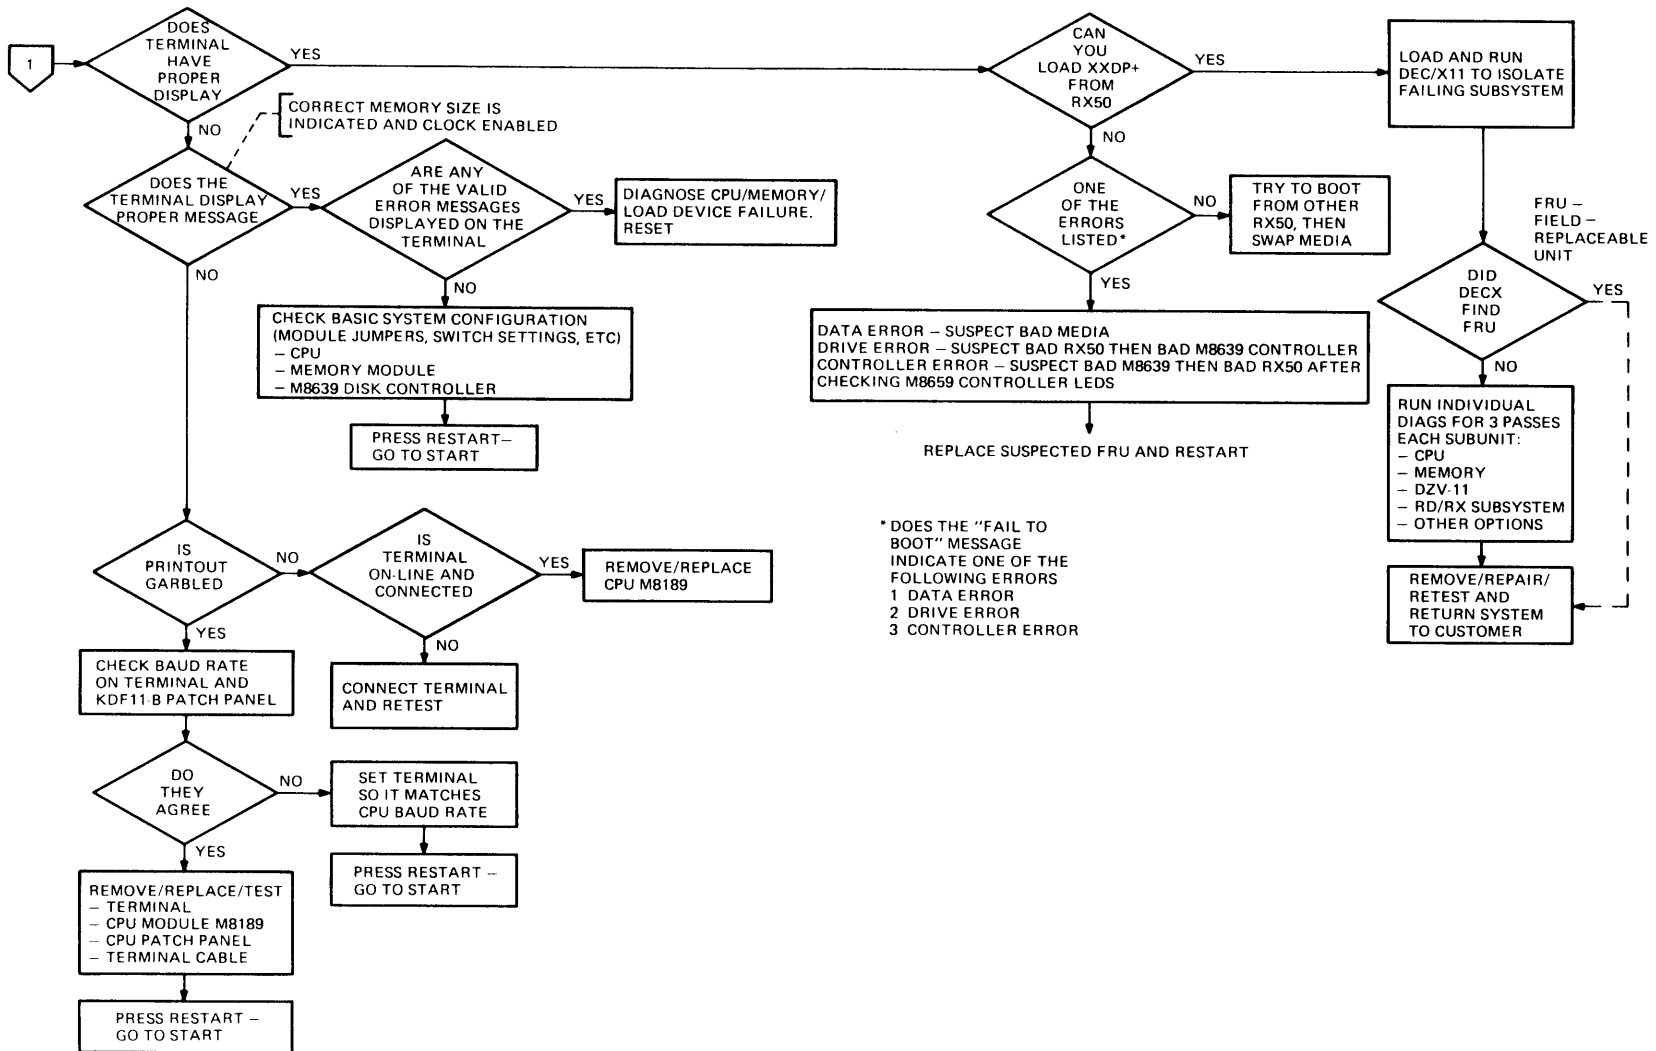 1
DOES
TERMINAL
HAVE
PROPER
DISPLAY
YES
NO
CORRECT MEMORY SIZE IS
INDICATED AND CLOCK ENABLED
DOES THE
TERMINAL DISPLAY
PROPER MESSAGE
YES
NO
ARE ANY
OF THE VALID
ERROR MESSAGES
DISPLAYED ON THE
TERMINAL
YES
DIAGNOSE CPU/MEMORY/
LOAD DEVICE FAILURE.
RESET
NO
CHECK BASIC SYSTEM CONFIGURATION
(MODULE JUMPERS, SWITCH SETTINGS, ETC)
– CPU
– MEMORY MODULE
– M8639 DISK CONTROLLER
PRESS RESTART–
GO TO START
IS
PRINTOUT
GARBLED
NO
YES
IS
TERMINAL
ON-LINE AND
CONNECTED
YES
REMOVE/REPLACE
CPU M8189
NO
CONNECT TERMINAL
AND RETEST
CHECK BAUD RATE
ON TERMINAL AND
KDF11-B PATCH PANEL
DO
THEY
AGREE
NO
SET TERMINAL
SO IT MATCHES
CPU BAUD RATE
PRESS RESTART –
GO TO START
YES
REMOVE/REPLACE/TEST
– TERMINAL
– CPU MODULE M8189
– CPU PATCH PANEL
– TERMINAL CABLE
PRESS RESTART –
GO TO START
CAN
YOU
LOAD XXDP+
FROM
RX50
YES
NO
LOAD AND RUN
DEC/X11 TO ISOLATE
FAILING SUBSYSTEM
ONE
OF THE
ERRORS
LISTED*
NO
TRY TO BOOT
FROM OTHER
RX50, THEN
SWAP MEDIA
YES
DATA ERROR – SUSPECT BAD MEDIA
DRIVE ERROR – SUSPECT BAD RX50 THEN BAD M8639 CONTROLLER
CONTROLLER ERROR – SUSPECT BAD M8639 THEN BAD RX50 AFTER
CHECKING M8659 CONTROLLER LEDS
REPLACE SUSPECTED FRU AND RESTART
* DOES THE "FAIL TO
BOOT" MESSAGE
INDICATE ONE OF THE
FOLLOWING ERRORS
1 DATA ERROR
2 DRIVE ERROR
3 CONTROLLER ERROR
FRU –
FIELD –
REPLACEABLE
UNIT
DID
DECX
FIND
FRU
YES
NO
RUN INDIVIDUAL
DIAGS FOR 3 PASSES
EACH SUBUNIT:
– CPU
– MEMORY
– DZV-11
– RD/RX SUBSYSTEM
– OTHER OPTIONS
REMOVE/REPAIR/
RETEST AND
RETURN SYSTEM
TO CUSTOMER